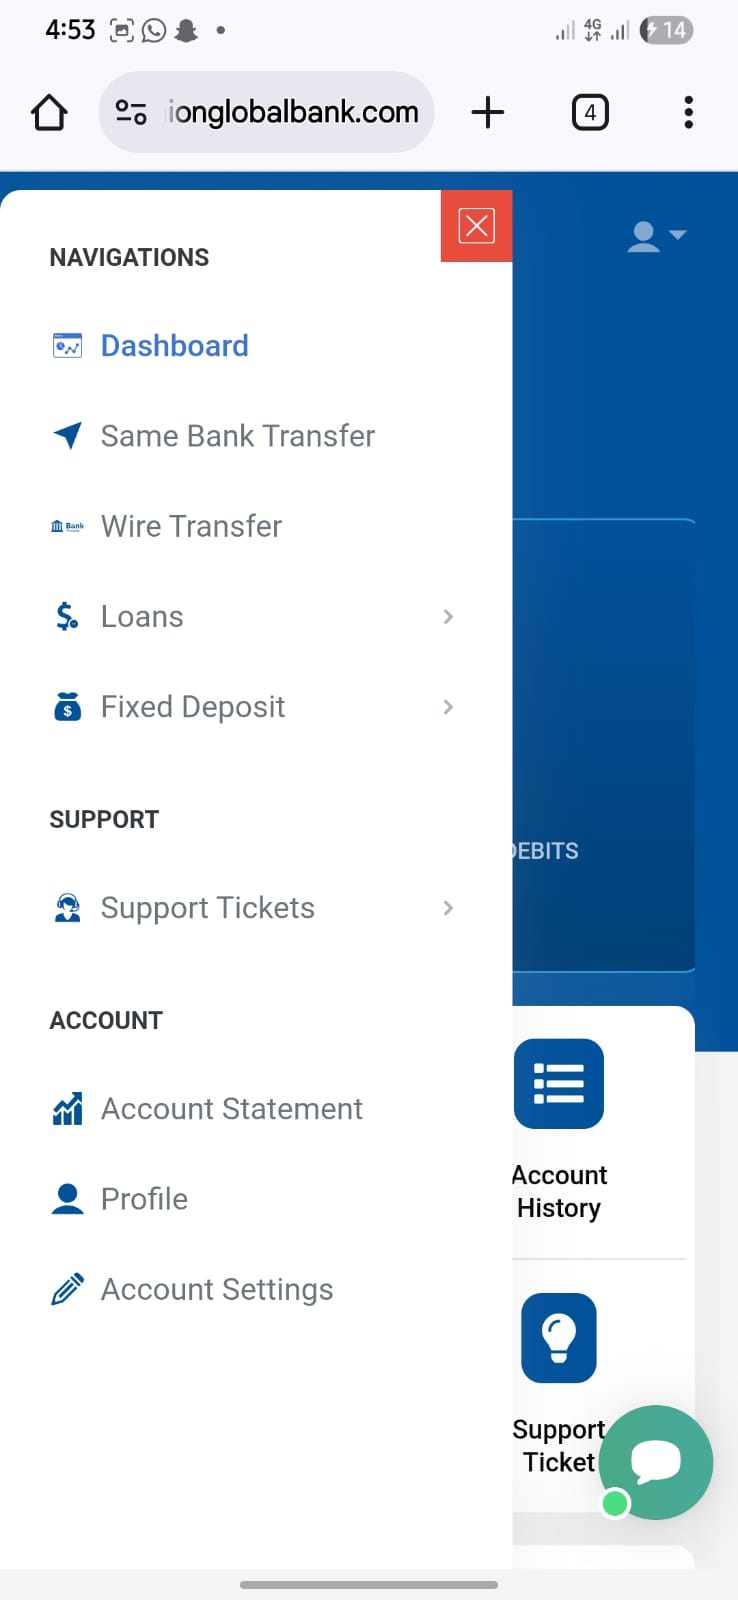 4:53
4G
14
ionglobalbank.com
4
NAVIGATIONS
Dashboard
Same Bank Transfer
Bank
Wire Transfer
Loans
Fixed Deposit
SUPPORT
EBITS
Support Tickets
ACCOUNT
Account Statement
Account
History
Profile
Account Settings
Support
Ticket